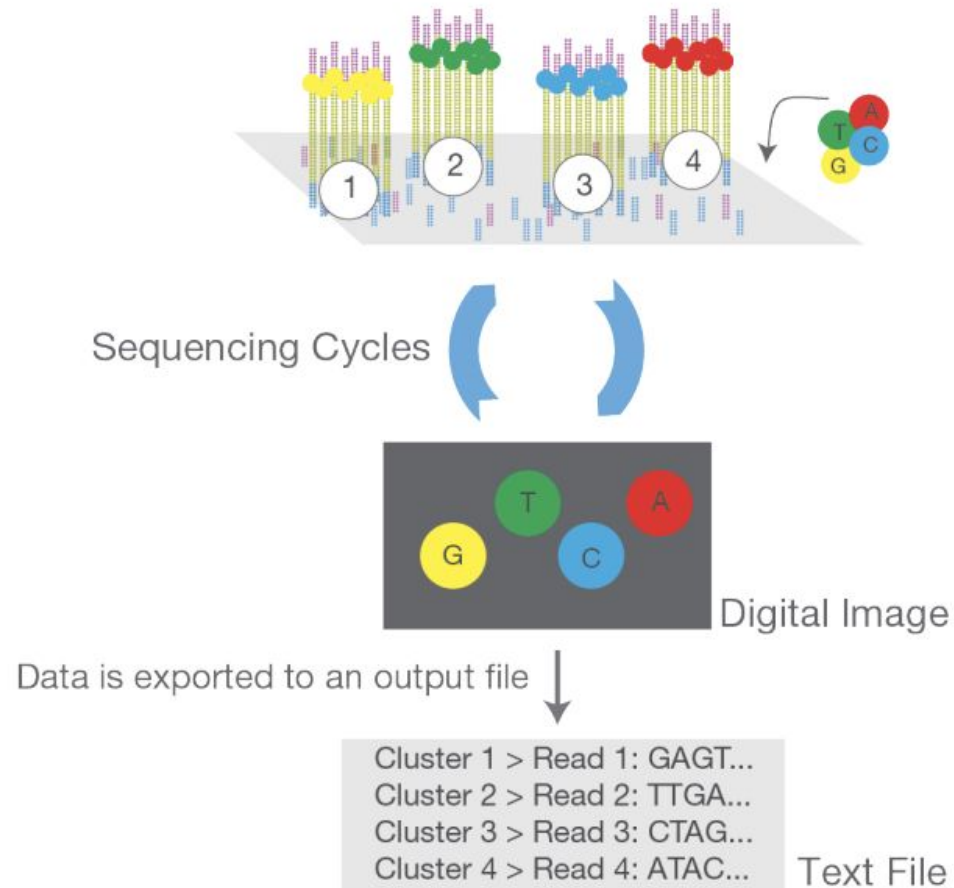 1
2
3
4
A
T
C
G
Sequencing Cycles
T
A
G
C
Digital Image
Data is exported to an output file
Cluster 1 > Read 1: GAGT...
Cluster 2 > Read 2: TTGA...
Cluster 3 > Read 3: CTAG...
Cluster 4 > Read 4: ATAC...
Text File